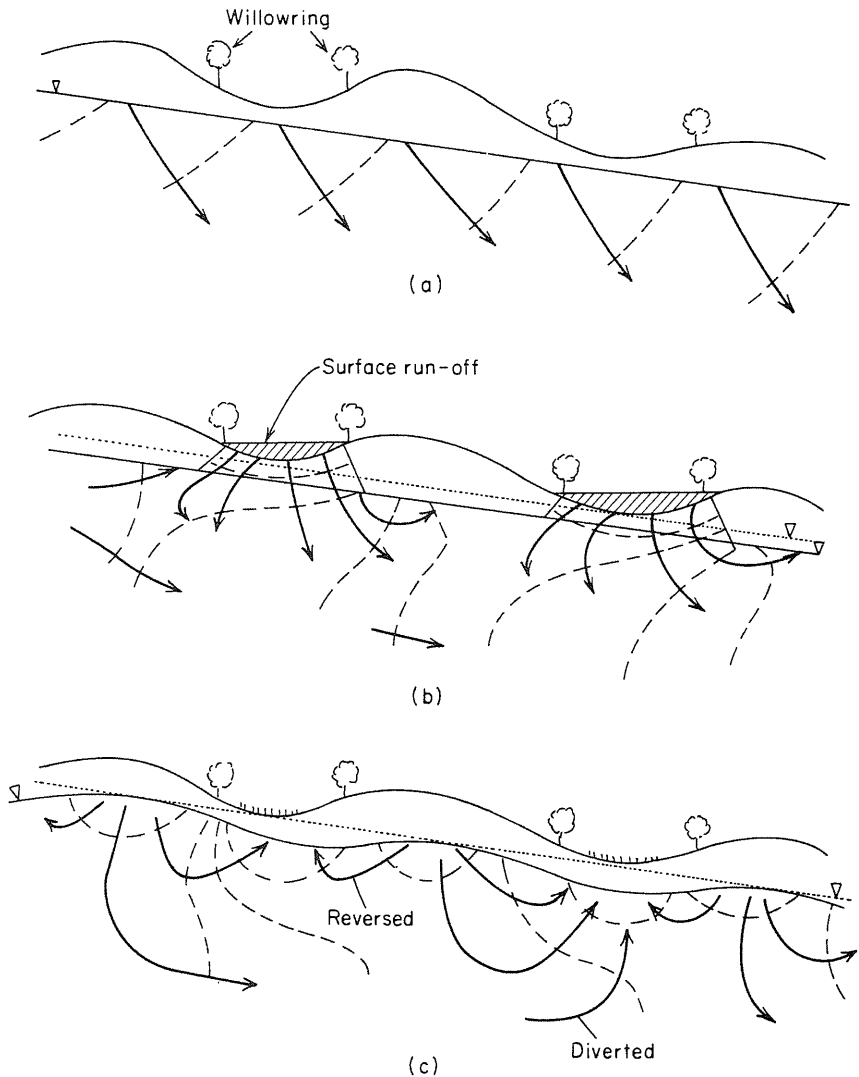 Willowring
(a)
Surface run-off
(b)
Reversed
Diverted
(c)